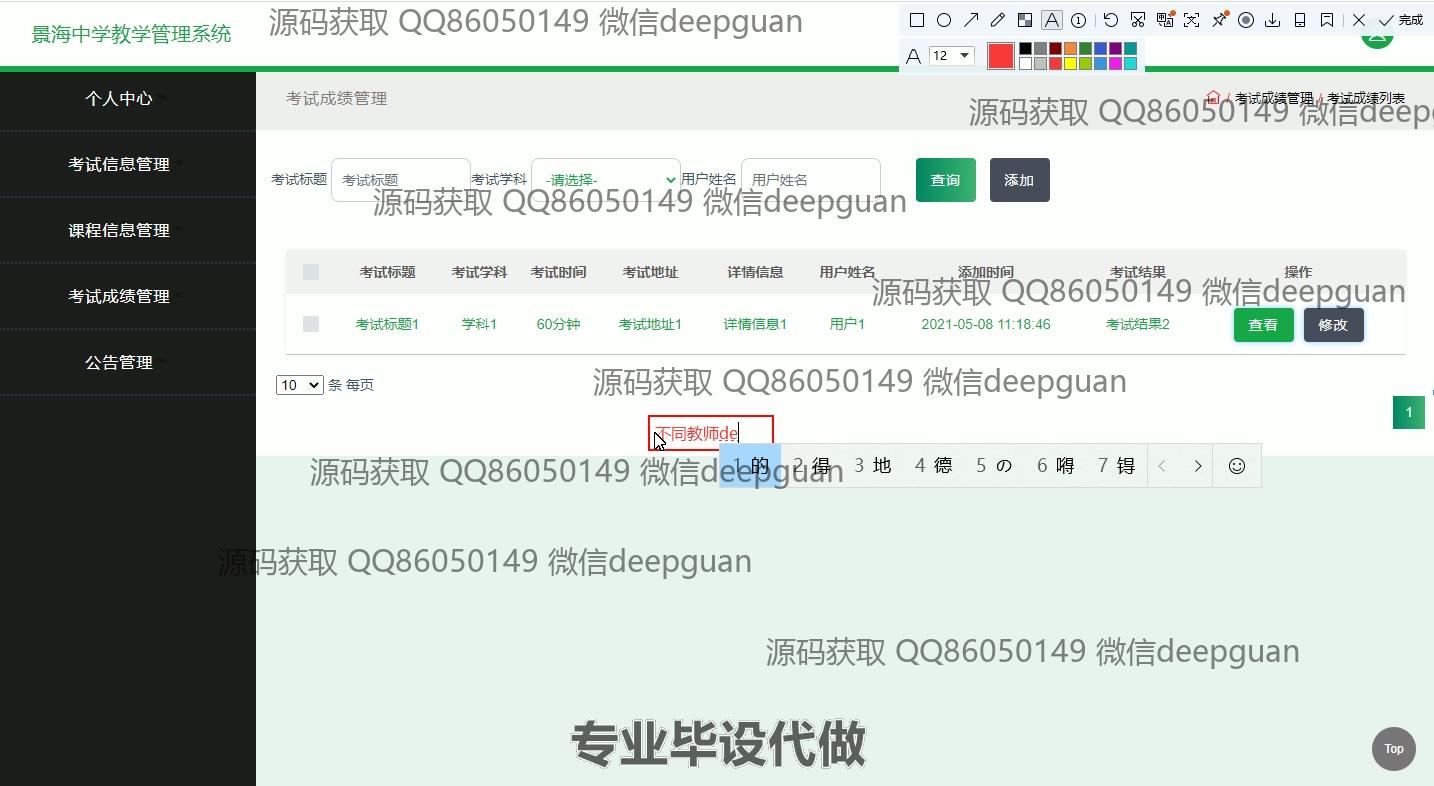 源码获取 QQ86050149 微信deepguan
景海中学教学管理系统
完成
12
个人中心
考试信息管理
课程信息管理
考试成绩管理
公告管理
考试成绩管理
/ 考试成绩管理 / 考试成绩列表
源码获取 QQ86050149 微信deepg
考试标题 考试标题 考试学科 -请选择- 用户姓名 用户姓名 查询 添加
源码获取 QQ86050149 微信deepguan
考试标题 考试学科 考试时间 考试地址 详情信息 用户姓名 添加时间 考试结果 操作
源码获取 QQ86050149 微信deepguan
考试标题1 学科1 60分钟 考试地址1 详情信息1 用户1 2021-05-08 11:18:46 考试结果2 查看 修改
10 条 每页
源码获取 QQ86050149 微信deepguan
1
不同教师de
1 的 2 得 3 地 4 德 5 の 6 嘚 7 锝
源码获取 QQ86050149 微信deepguan
源码获取 QQ86050149 微信deepguan
源码获取 QQ86050149 微信deepguan
专业毕设代做
Top